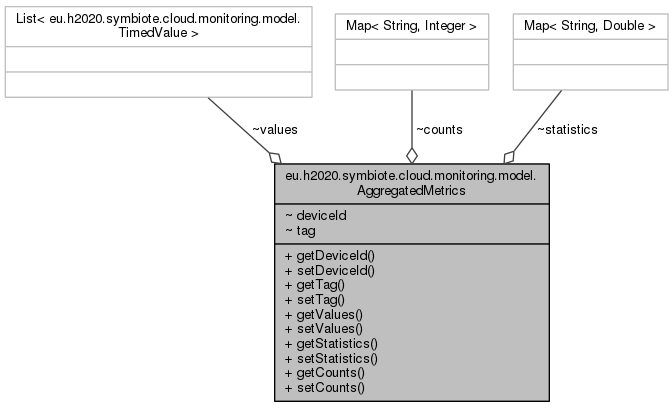 List< eu.h2020.symbiote.cloud.monitoring.model.
TimedValue >
Map< String, Integer >
Map< String, Double >
~values
~counts
~statistics
eu.h2020.symbiote.cloud.monitoring.model.
AggregatedMetrics
~ deviceId
~ tag
+ getDeviceId()
+ setDeviceId()
+ getTag()
+ setTag()
+ getValues()
+ setValues()
+ getStatistics()
+ setStatistics()
+ getCounts()
+ setCounts()